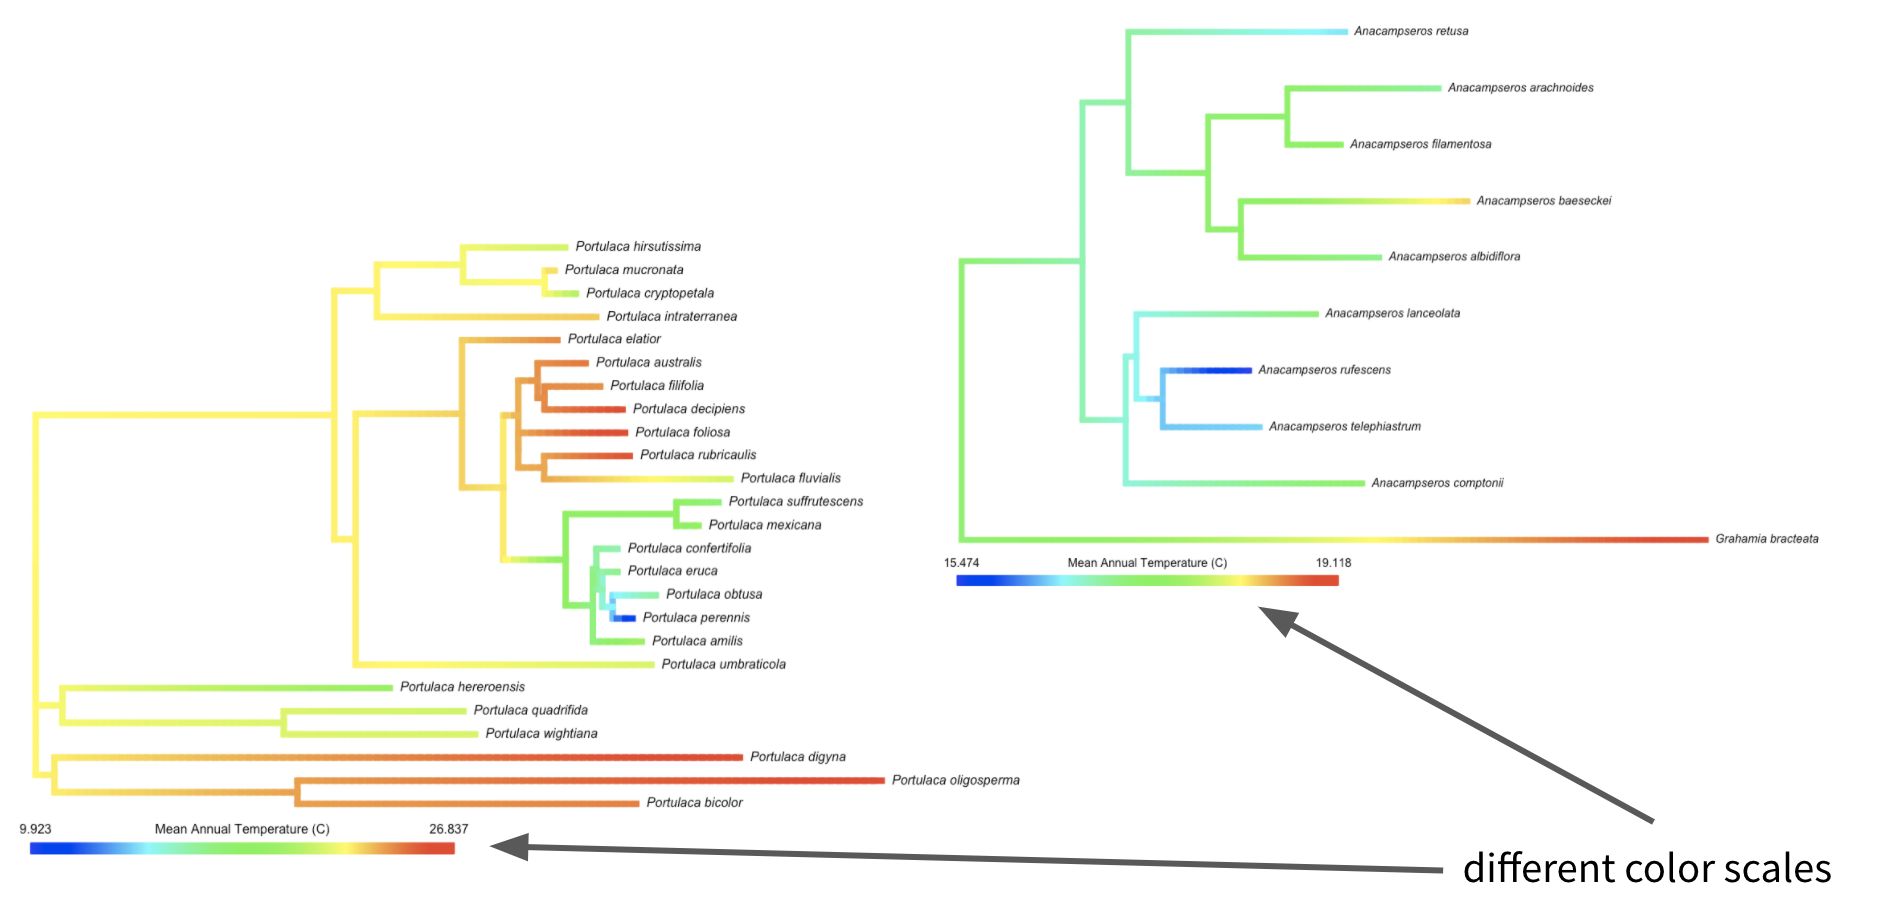 Portulaca hirsutissima
Portulaca mucronata
Portulaca cryptopetala
Portulaca intraterranea
Portulaca elatior
Portulaca australis
Portulaca filifolia
Portulaca decipiens
Portulaca foliosa
Portulaca rubricaulis
Portulaca fluvialis
Portulaca suffrutescens
Portulaca mexicana
Portulaca confertifolia
Portulaca eruca
Portulaca obtusa
Portulaca perennis
Portulaca amilis
Portulaca umbraticola
Portulaca hereroensis
Portulaca quadrifida
Portulaca wightiana
Portulaca digyna
Portulaca oligosperma
Portulaca bicolor
9.923 Mean Annual Temperature (C) 26.837
Anacampseros retusa
Anacampseros arachnoides
Anacampseros filamentosa
Anacampseros baeseckei
Anacampseros albidiflora
Anacampseros lanceolata
Anacampseros rufescens
Anacampseros telephiastrum
Anacampseros comptonii
Grahamia bracteata
15.474 Mean Annual Temperature (C) 19.118
different color scales